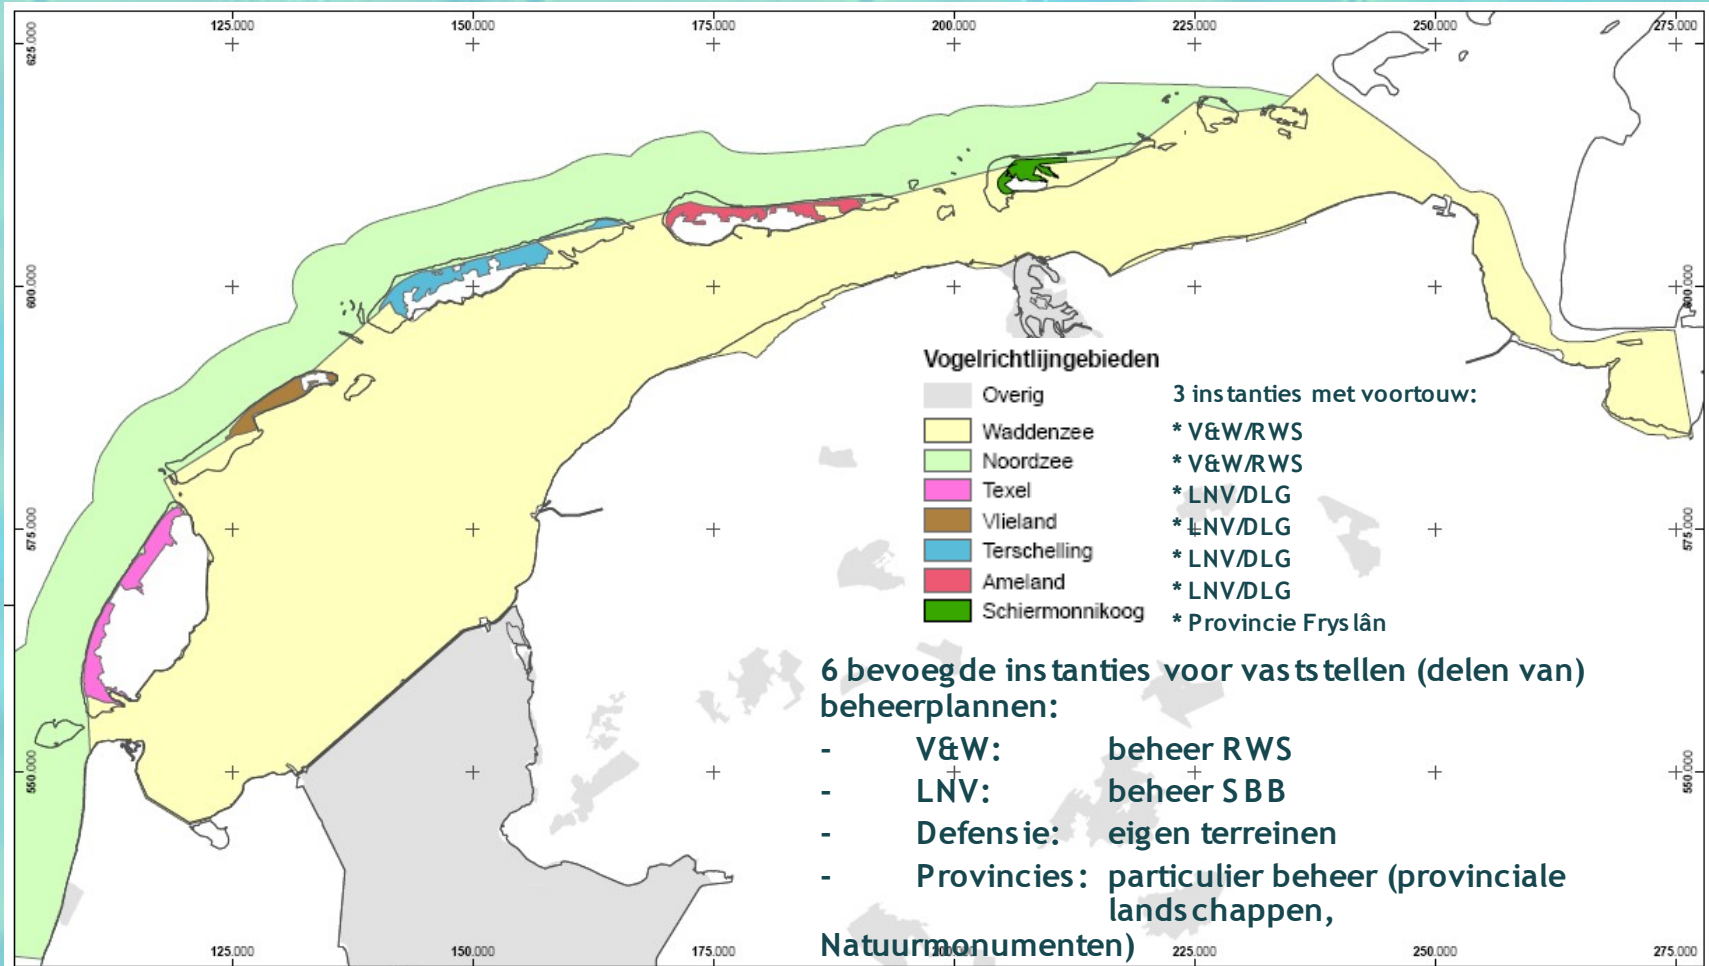 125.000 150.000 175.000 200.000 225.000 250.000 275.000
625.000
600.000 600.000
Vogelrichtlijngebieden
Overig
3 instanties met voortouw:
Waddenzee * V&W/RWS
Noordzee * V&W/RWS
Texel * LNV/DLG
Vlieland * LNV/DLG
Terschelling * LNV/DLG
Ameland * LNV/DLG
Schiermonnikoog * Provincie Fryslân
575.000 575.000
6 bevoegde instanties voor vaststellen (delen van)
beheerplannen:
- V&W: beheer RWS
- LNV: beheer SBB
- Defensie: eigen terreinen
- Provincies: particulier beheer (provinciale
landschappen,
Natuurmonumenten)
550.000 550.000
125.000 150.000 175.000 200.000 225.000 250.000 275.000